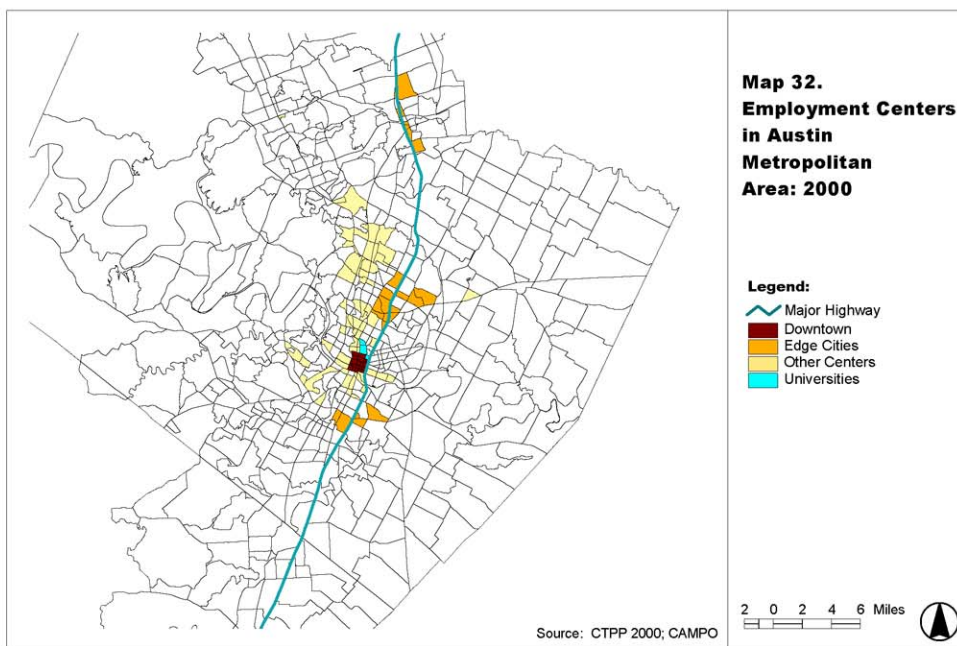 Map 32.
Employment Centers
in Austin
Metropolitan
Area: 2000
Legend:
Major Highway
Downtown
Edge Cities
Other Centers
Universities
2 0 2 4 6 Miles
Source: CTPP 2000; CAMPO